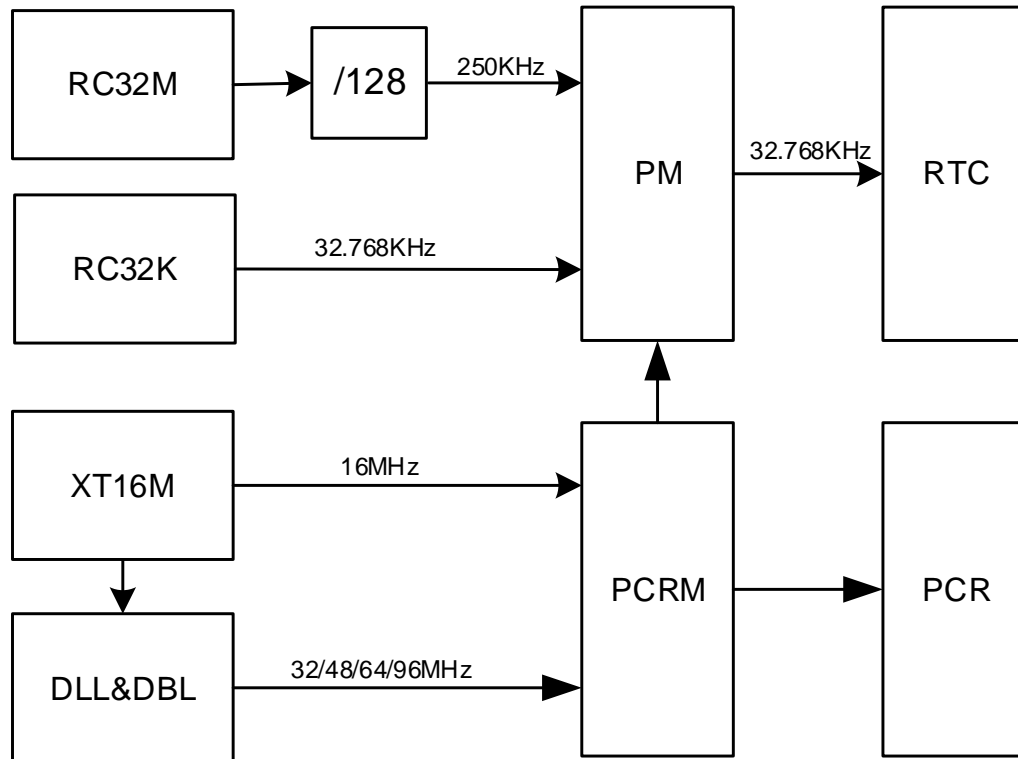 RC32M
/128
250KHz
PM
32.768KHz
RTC
RC32K
32.768KHz
XT16M
16MHz
PCRM
PCR
DLL&DBL
32/48/64/96MHz